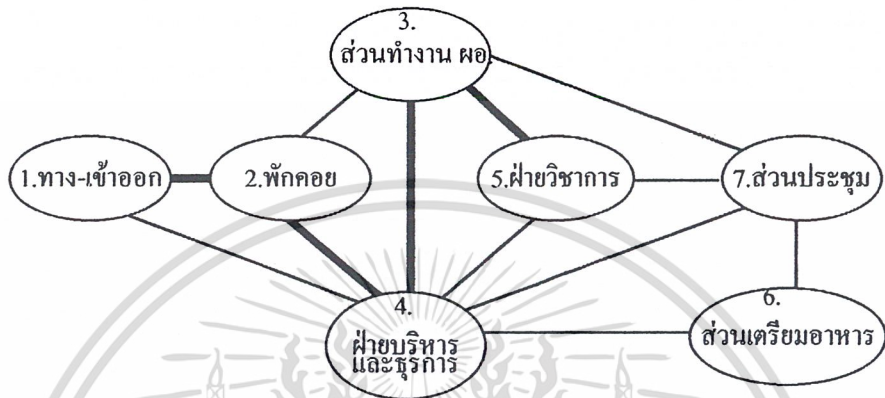 3.
ส่วนทำงาน ผอ.
1.ทาง-เข้าออก
2.พักคอย
5.ฝ่ายวิชาการ
7.ส่วนประชุม
4.
ฝ่ายบริหาร
และธุรการ
6.
ส่วนเตรียมอาหาร